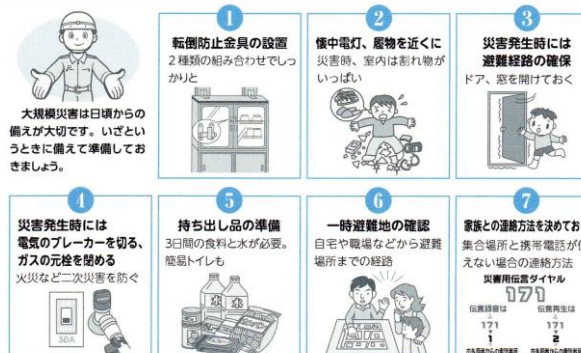 大規模災害は日頃からの
備えが大切です。いざとい
うときに備えて準備してお
きましょう。
1
転倒防止金具の設置
2種類の組み合わせでしっ
かりと
2
懐中電灯、履物を近くに
災害時、室内は割れ物が
いっぱい
3
災害発生時には
避難経路の確保
ドア、窓を開けておく
4
災害発生時には
電気のブレーカーを切る、
ガスの元栓を閉める
火災など二次災害を防ぐ
30A
5
持ち出し品の準備
3日間の食料と水が必要。
簡易トイレも
水
水
6
一時避難地の確認
自宅や職場などから避難
場所までの経路
7
家族との連絡方法を決めてお
集合場所と携帯電話が使
えない場合の連絡方法
災害用伝言ダイヤル
171
伝言録音は
171
1
伝言再生は
171
2